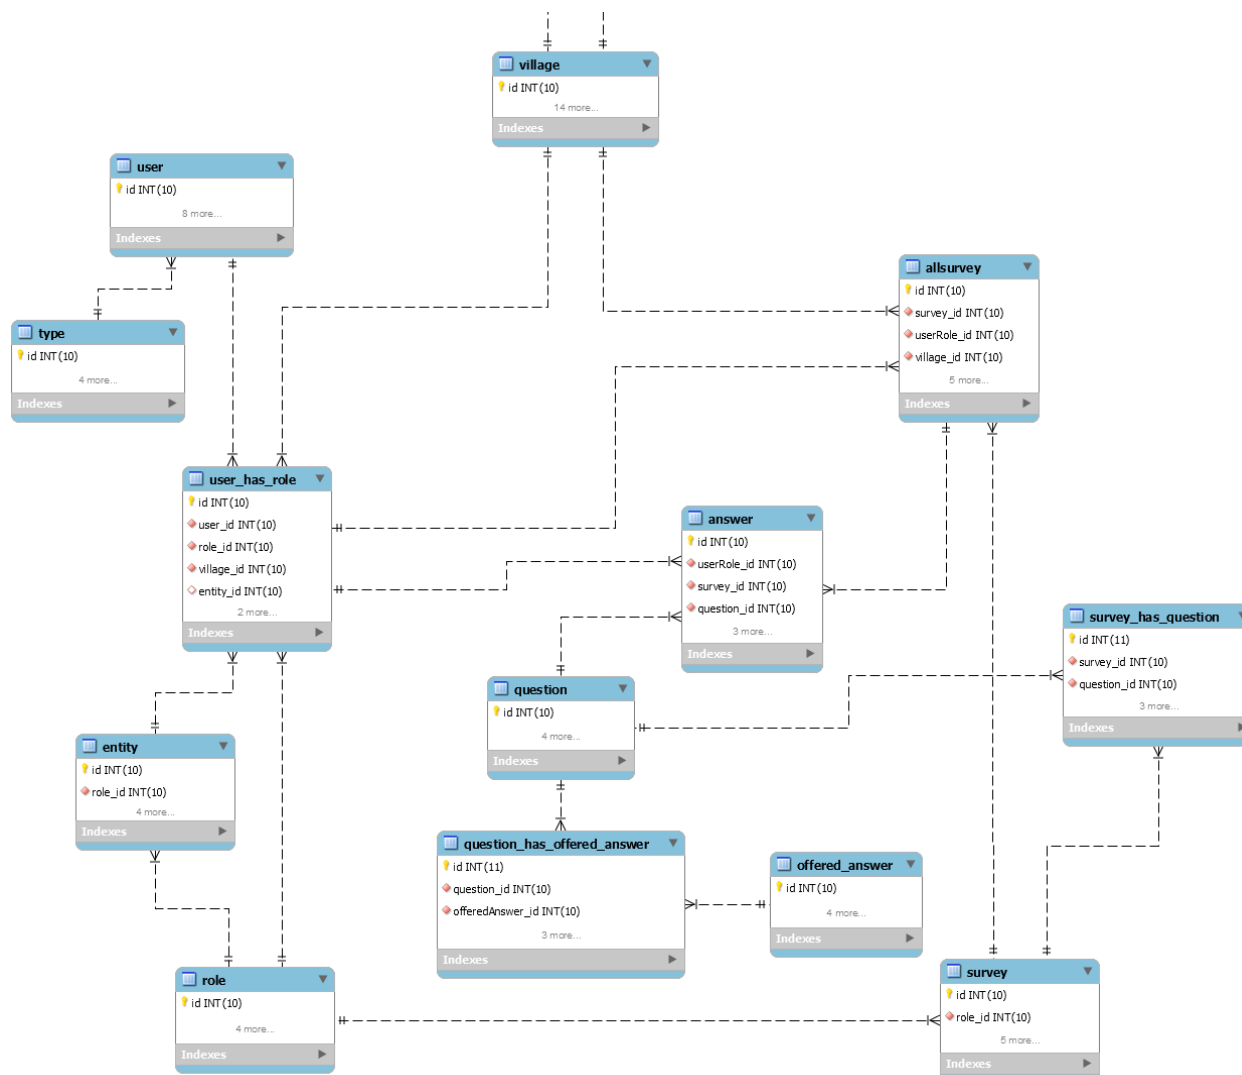 village
id INT(10)
14 more...
Indexes
user
id INT(10)
8 more...
Indexes
type
id INT(10)
4 more...
Indexes
allsurvey
id INT(10)
survey_id INT(10)
userRole_id INT(10)
village_id INT(10)
5 more...
Indexes
user_has_role
id INT(10)
user_id INT(10)
role_id INT(10)
village_id INT(10)
entity_id INT(10)
2 more...
Indexes
answer
id INT(10)
userRole_id INT(10)
survey_id INT(10)
question_id INT(10)
3 more...
Indexes
survey_has_question
id INT(11)
survey_id INT(10)
question_id INT(10)
3 more...
Indexes
question
id INT(10)
4 more...
Indexes
entity
id INT(10)
role_id INT(10)
4 more...
Indexes
question_has_offered_answer
id INT(11)
question_id INT(10)
offeredAnswer_id INT(10)
3 more...
Indexes
offered_answer
id INT(10)
4 more...
Indexes
role
id INT(10)
4 more...
Indexes
survey
id INT(10)
role_id INT(10)
5 more...
Indexes